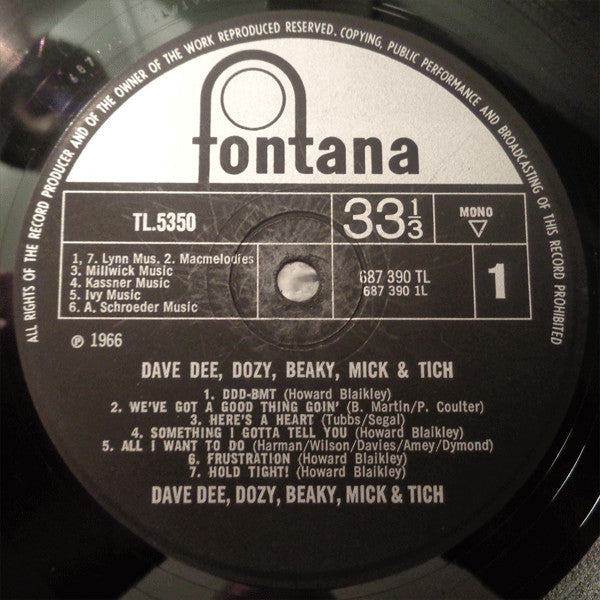 ALL RIGHTS OF THE RECORD PRODUCER AND OF THE OWNER OF THE WORK REPRODUCED RESERVED. COPYING, PUBLIC PERFORMANCE AND BROADCASTING OF THIS RECORD PROHIBITED
fontana
TL.5350
33 1/3
MONO
1, 7. Lynn Mus. 2. Macmelodies
3. Millwick Music
4. Kassner Music
5. Ivy Music
6. A. Schroeder Music
687 390 TL
687 390 1L
1
℗ 1966
DAVE DEE, DOZY, BEAKY, MICK & TICH
1. DDD-BMT (Howard Blaikley)
2. WE'VE GOT A GOOD THING GOIN' (B. Martin/P. Coulter)
3. HERE'S A HEART (Tubbs/Segal)
4. SOMETHING I GOTTA TELL YOU (Howard Blaikley)
5. ALL I WANT TO DO (Harman/Wilson/Davies/Amey/Dymond)
6. FRUSTRATION (Howard Blaikley)
7. HOLD TIGHT! (Howard Blaikley)
DAVE DEE, DOZY, BEAKY, MICK & TICH